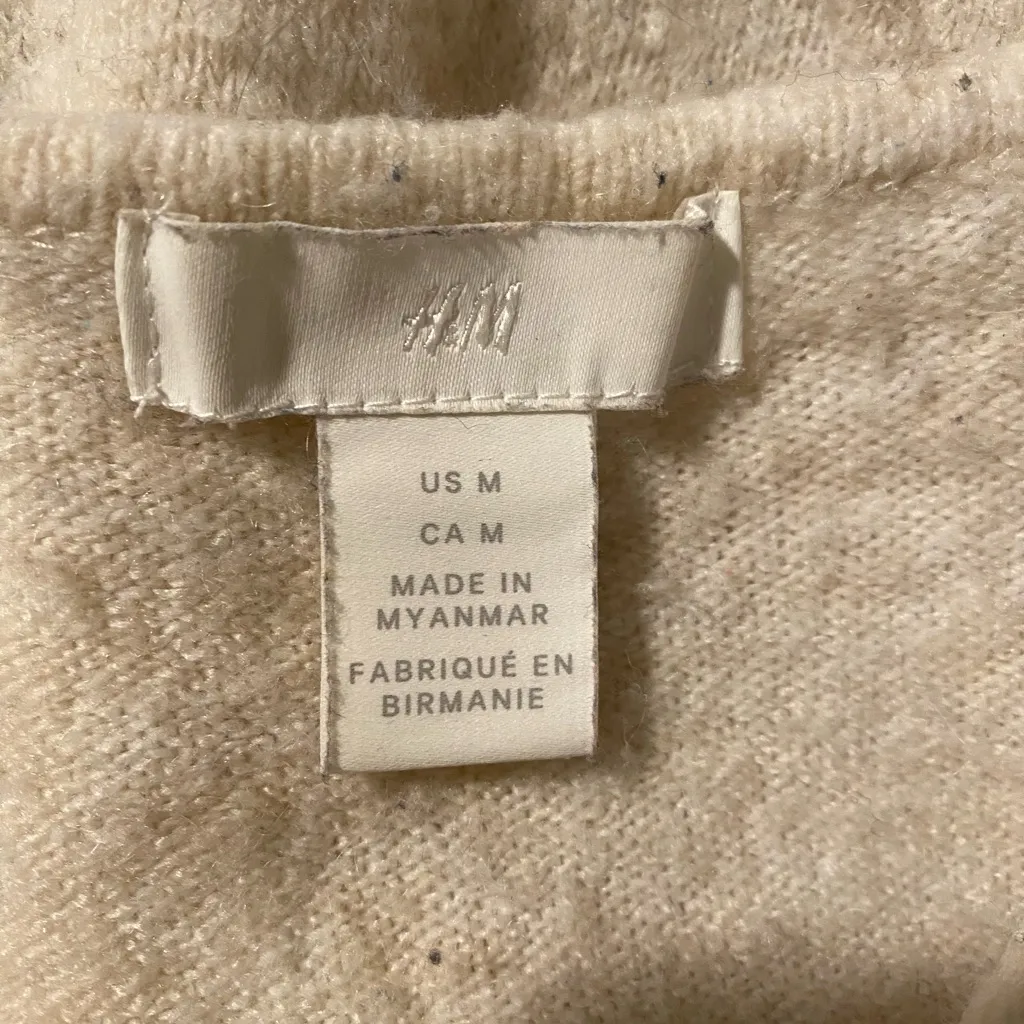 H&M
US M
CA M
MADE IN
MYANMAR
FABRIQUÉ EN
BIRMANIE